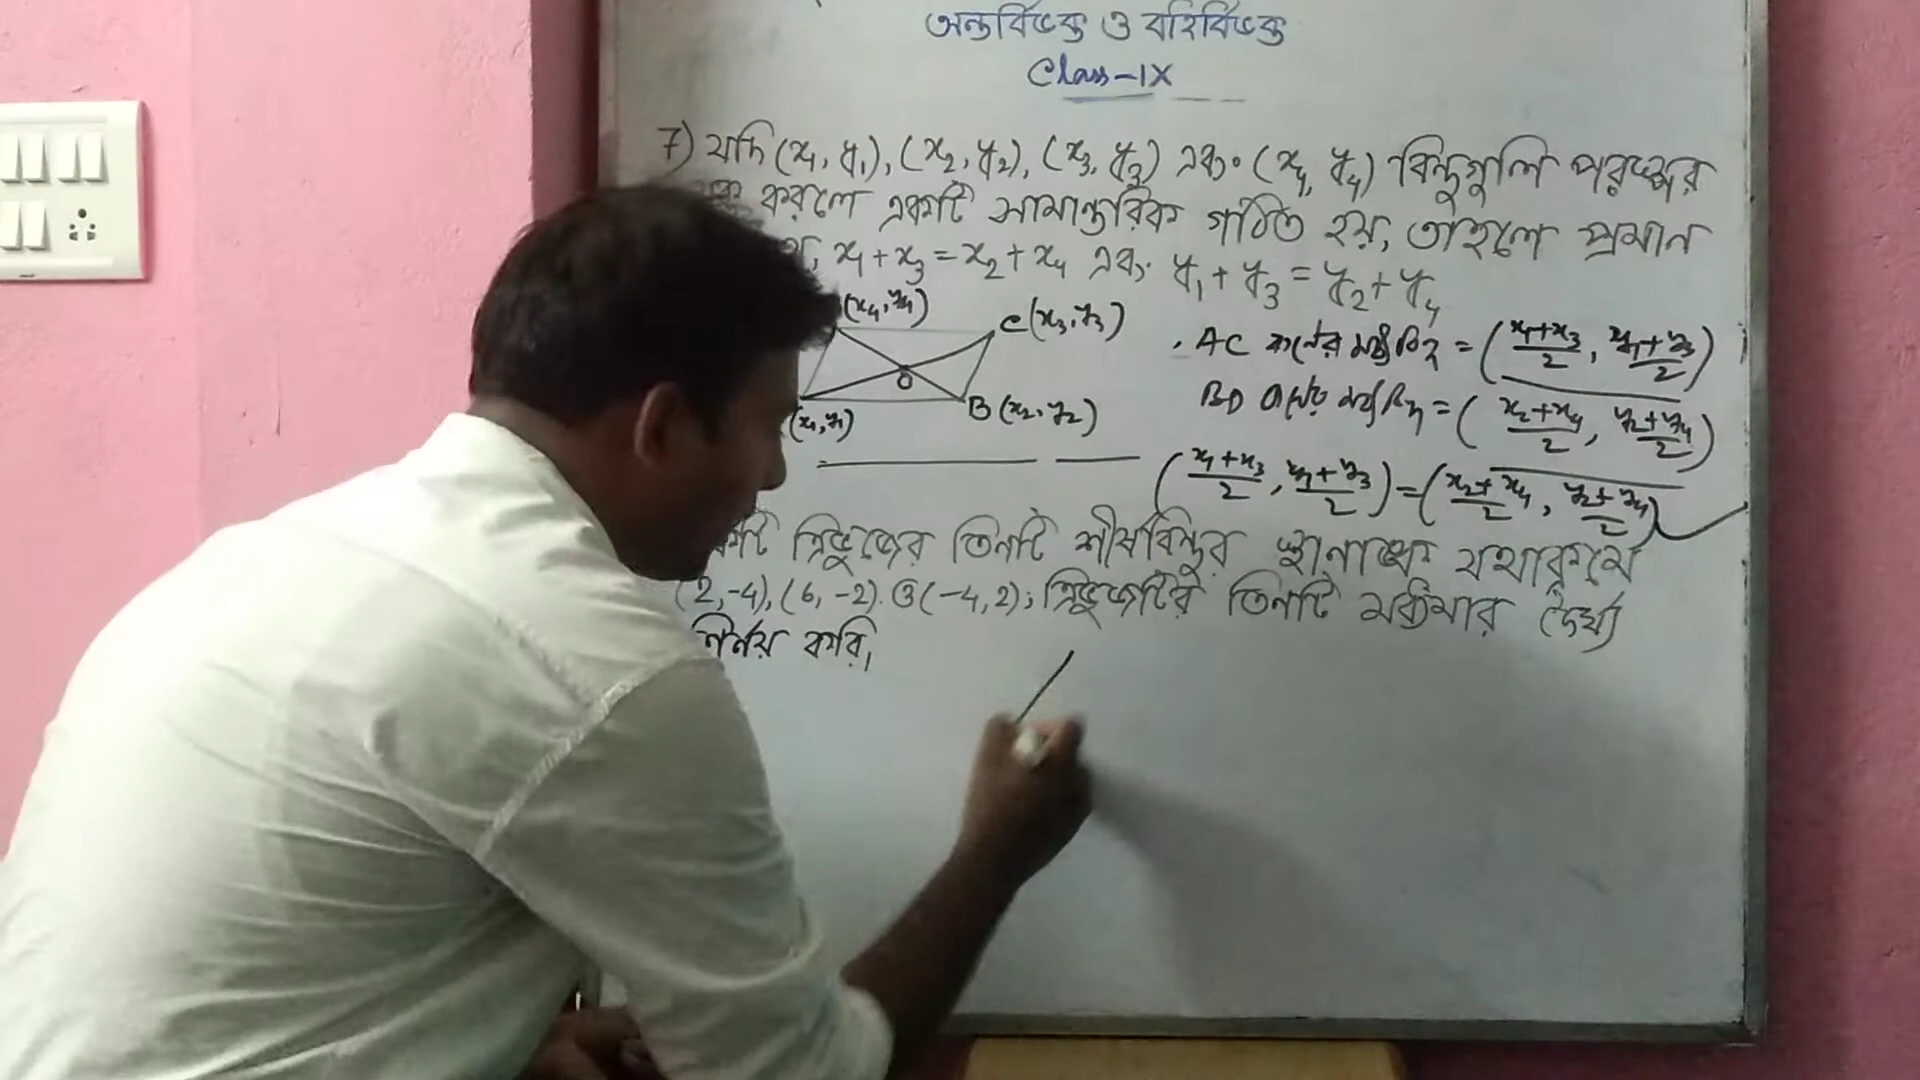 অন্তর্বিভক্ত ও বহির্বিভক্ত
Class-IX
7) যদি (x₁, y₁), (x₂, y₂), (x₃, y₃) এবং (x₄, y₄) বিন্দুগুলি পরস্পর
করলে একটি সামান্তরিক গঠিত হয়, তাহলে প্রমান
x₁ + x₃ = x₂ + x₄ এবং y₁ + y₃ = y₂ + y₄
(x₄, y₄) C(x₃, y₃)
O
(x₁, y₁) B(x₂, y₂)
AC কর্ণের মধ্যবিন্দু = (x₁+x₃/2, y₁+y₃/2)
BD মধ্যবিন্দু = (x₂+x₄/2, y₂+y₄/2)
(x₁+x₃/2, y₁+y₃/2) = (x₂+x₄/2, y₂+y₄/2)
ত্রিভুজের তিনটি শীর্ষবিন্দুর স্থানাঙ্ক যথাক্রমে
(2,-4), (6, -2) ও (-4, 2); ত্রিভুজটির তিনটি মধ্যমার দৈর্ঘ্য
নির্ণয় করি।